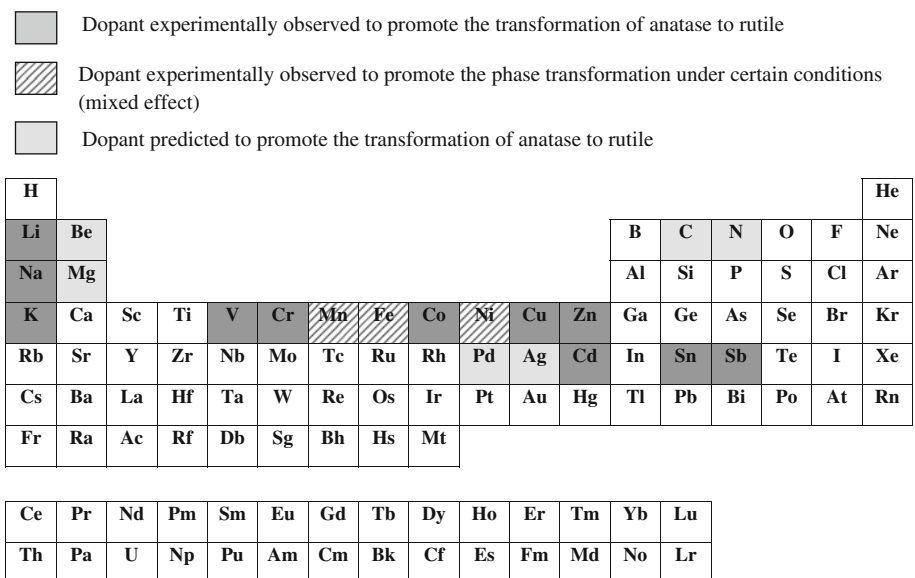 Dopant experimentally observed to promote the transformation of anatase to rutile
Dopant experimentally observed to promote the phase transformation under certain conditions
(mixed effect)
Dopant predicted to promote the transformation of anatase to rutile
H He
Li Be B C N O F Ne
Na Mg Al Si P S Cl Ar
K Ca Sc Ti V Cr Mn Fe Co Ni Cu Zn Ga Ge As Se Br Kr
Rb Sr Y Zr Nb Mo Tc Ru Rh Pd Ag Cd In Sn Sb Te I Xe
Cs Ba La Hf Ta W Re Os Ir Pt Au Hg Tl Pb Bi Po At Rn
Fr Ra Ac Rf Db Sg Bh Hs Mt
Ce Pr Nd Pm Sm Eu Gd Tb Dy Ho Er Tm Yb Lu
Th Pa U Np Pu Am Cm Bk Cf Es Fm Md No Lr